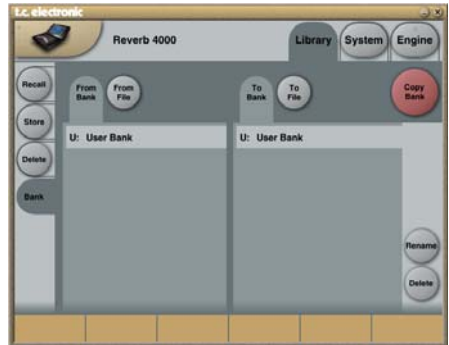 t.c. electronic
Reverb 4000
Library
System
Engine
Recall
Store
Delete
Bank
From
Bank
From
File
To
Bank
To
File
Copy
Bank
U: User Bank
U: User Bank
Rename
Delete